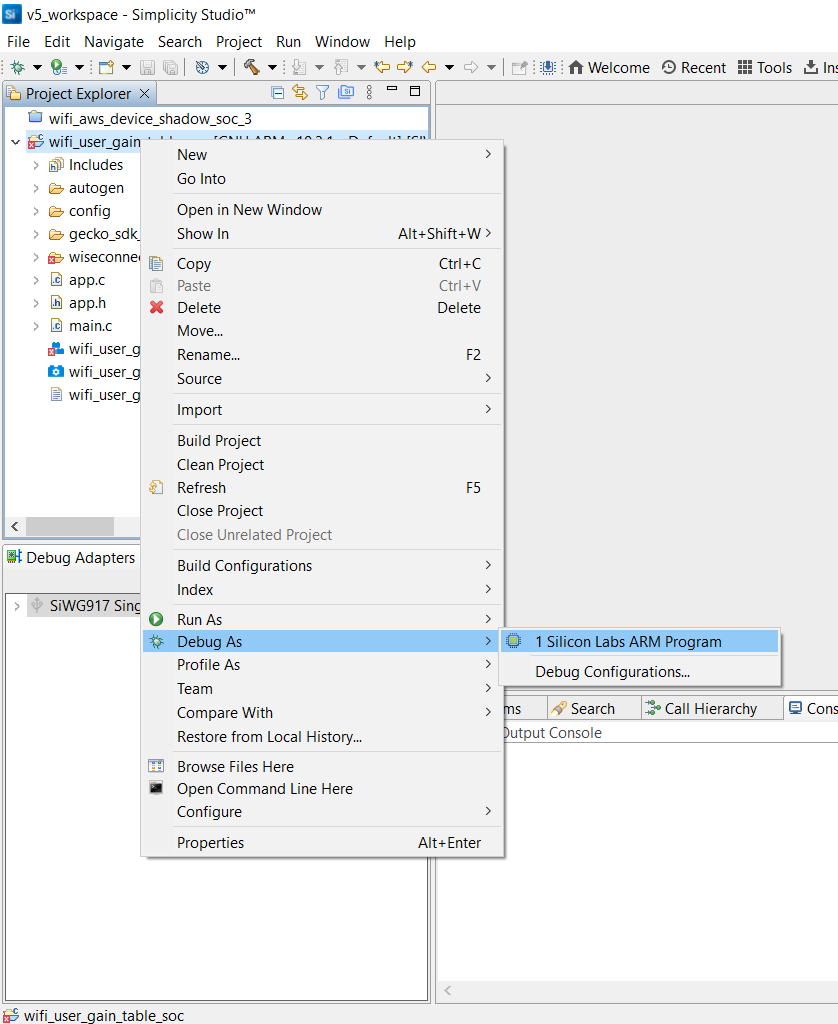 Si v5_workspace - Simplicity Studio™
File Edit Navigate Search Project Run Window Help
Welcome Recent Tools Ins
Project Explorer
wifi_aws_device_shadow_soc_3
wifi_user_gain
Includes
autogen
config
gecko_sdk_
wiseconnec
app.c
app.h
main.c
wifi_user_g
wifi_user_g
wifi_user_g
New
Go Into
Open in New Window
Show In Alt+Shift+W
Copy Ctrl+C
Paste Ctrl+V
Delete Delete
Move...
Rename... F2
Source
Import
Build Project
Clean Project
Refresh F5
Close Project
Close Unrelated Project
Build Configurations
Index
Run As
Debug As
Profile As
Team
Compare With
Restore from Local History...
Browse Files Here
Open Command Line Here
Configure
Properties Alt+Enter
1 Silicon Labs ARM Program
Debug Configurations...
Debug Adapters
SiWG917 Sing
ms Search Call Hierarchy Cons
Output Console
wifi_user_gain_table_soc